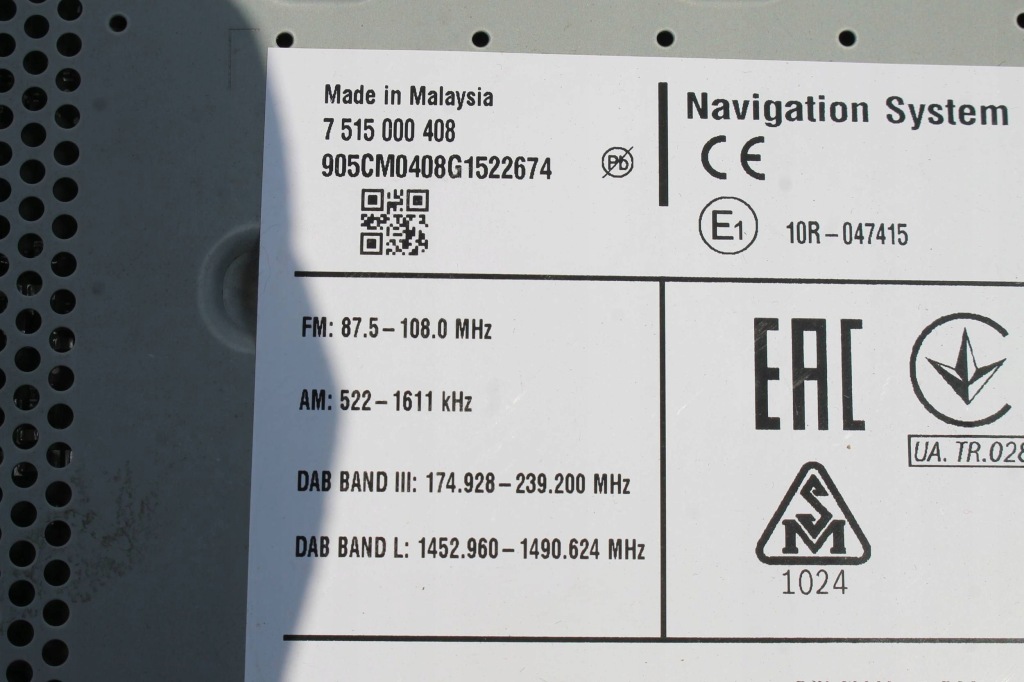 Made in Malaysia
7 515 000 408
905CM0408G1522674
Pb
Navigation System
CE
E1
10R-047415
FM: 87.5-108.0 MHz
AM: 522-1611 kHz
DAB BAND III: 174.928-239.200 MHz
DAB BAND L: 1452.960-1490.624 MHz
EAC
UA. TR.028
SM
1024